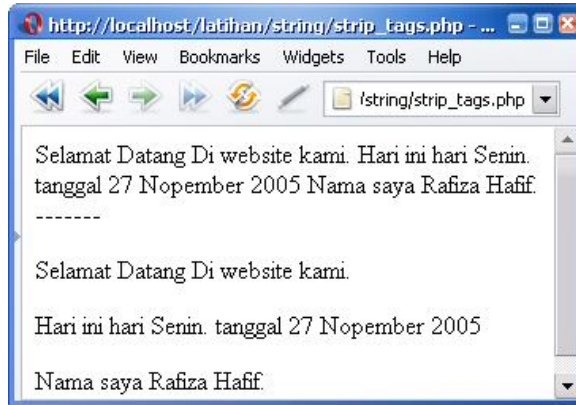 http://localhost/latihan/string/strip_tags.php - ...
File Edit View Bookmarks Widgets Tools Help
/string/strip_tags.php
Selamat Datang Di website kami. Hari ini hari Senin.
tanggal 27 Nopember 2005 Nama saya Rafiza Hafif.
-------
Selamat Datang Di website kami.
Hari ini hari Senin. tanggal 27 Nopember 2005
Nama saya Rafiza Hafif.